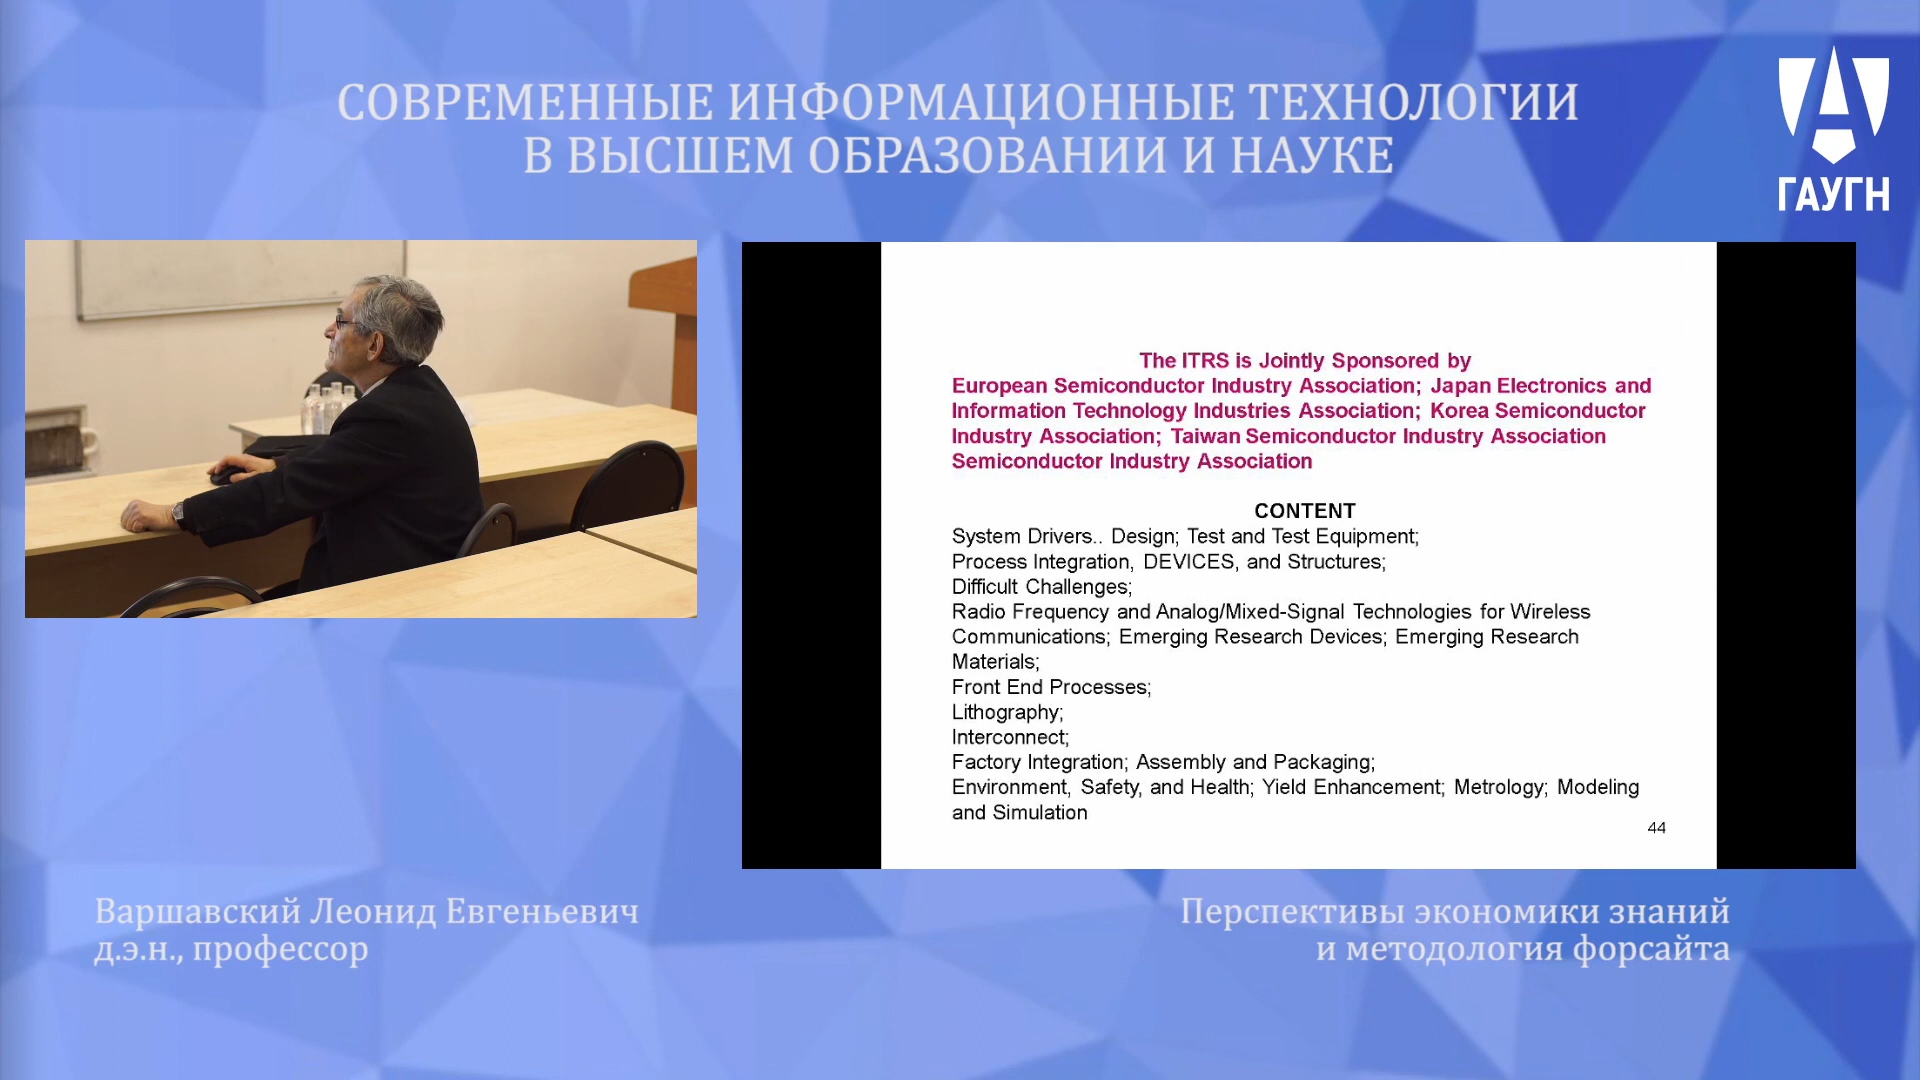 СОВРЕМЕННЫЕ ИНФОРМАЦИОННЫЕ ТЕХНОЛОГИИ
В ВЫСШЕМ ОБРАЗОВАНИИ И НАУКЕ
ГАУГН
The ITRS is Jointly Sponsored by
European Semiconductor Industry Association; Japan Electronics and
Information Technology Industries Association; Korea Semiconductor
Industry Association; Taiwan Semiconductor Industry Association
Semiconductor Industry Association
CONTENT
System Drivers.. Design; Test and Test Equipment;
Process Integration, DEVICES, and Structures;
Difficult Challenges;
Radio Frequency and Analog/Mixed-Signal Technologies for Wireless
Communications; Emerging Research Devices; Emerging Research
Materials;
Front End Processes;
Lithography;
Interconnect;
Factory Integration; Assembly and Packaging;
Environment, Safety, and Health; Yield Enhancement; Metrology; Modeling
and Simulation
44
Варшавский Леонид Евгеньевич
д.э.н., профессор
Перспективы экономики знаний
и методология форсайта